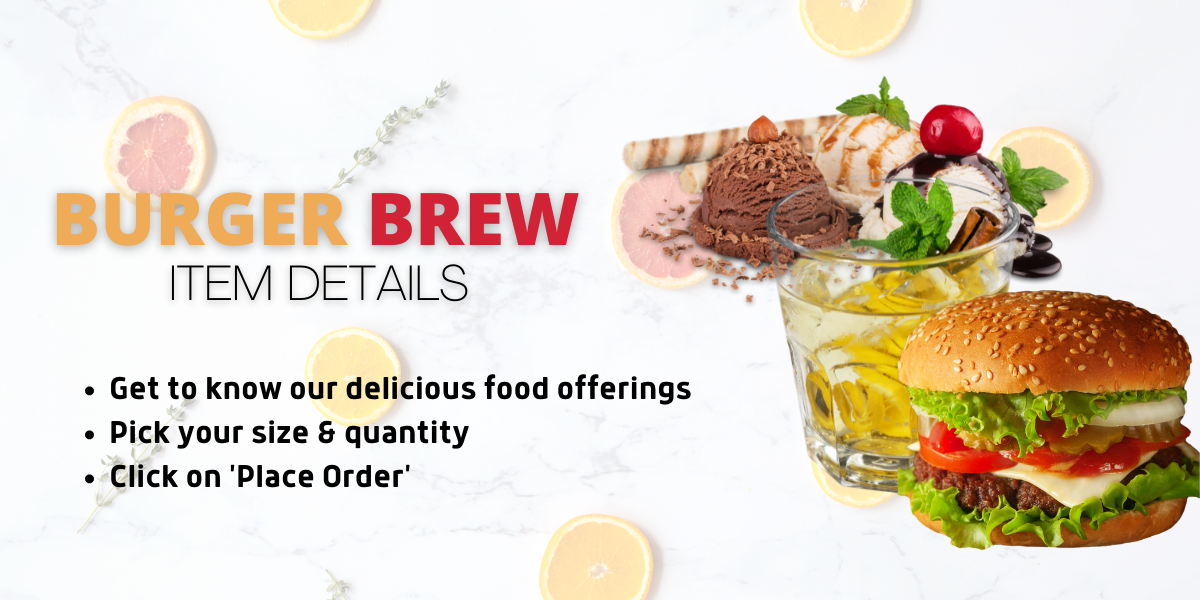 BURGER BREW
ITEM DETAILS
• Get to know our delicious food offerings
• Pick your size & quantity
• Click on 'Place Order'